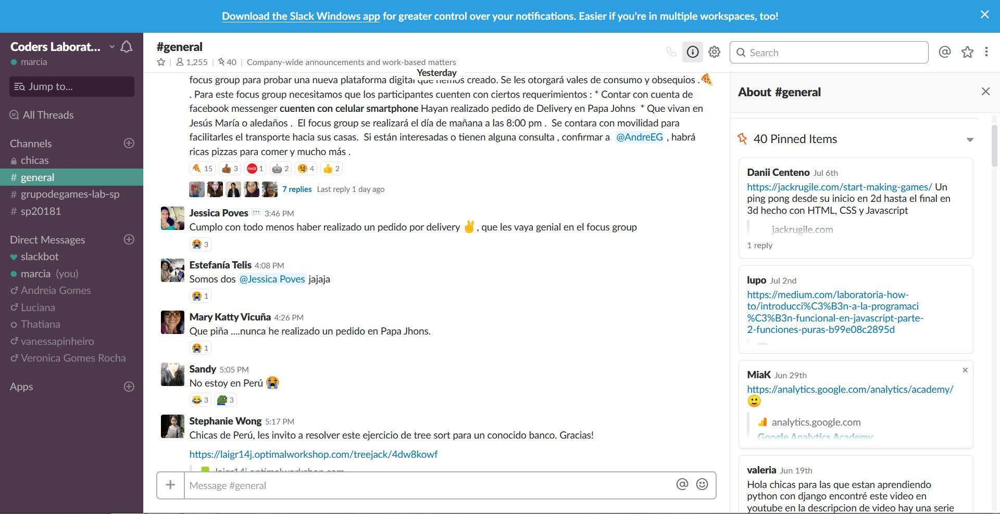 Download the Slack Windows app for greater control over your notifications. Easier if you’re in multiple workspaces, too!
Coders Laborat...
marcia
Jump to...
All Threads
Channels
chicas
# general
# grupodegames-lab-sp
# sp20181
Direct Messages
slackbot
marcia (you)
Andreia Gomes
Luciana
Thatiana
vanessapinheiro
Veronica Gomes Rocha
Apps
#general
1,255 | 40 | Company-wide announcements and work-based matters
Search
Yesterday
focus group para probar una nueva plataforma digital que hemos creado. Se les otorgará vales de consumo y obsequios . 🍕
. Para este focus group necesitamos que los participantes cuenten con ciertos requerimientos : * Contar con cuenta de
facebook messenger cuenten con celular smartphone Hayan realizado pedido de Delivery en Papa Johns * Que vivan en
Jesús María o aledaños . El focus group se realizará el día de mañana a las 8:00 pm . Se contara con movilidad para
facilitarles el transporte hacia sus casas. Si están interesadas o tienen alguna consulta , confirmar a @AndreEG , habrá
ricas pizzas para comer y mucho más .
🍕 15 👍🏾 3 1 🤖 2 😢 4 👍 2
7 replies Last reply 1 day ago
Jessica Poves 💬 3:46 PM
Cumplo con todo menos haber realizado un pedido por delivery ✌️, que les vaya genial en el focus group
😭 3
Estefanía Telis 4:08 PM
Somos dos @Jessica Poves jajaja
😭 1
Mary Katty Vicuña 4:26 PM
Que piña ....nunca he realizado un pedido en Papa Jhons.
😭 1
Sandy 5:05 PM
No estoy en Perú 😭
😂 3 3
Stephanie Wong 5:17 PM
Chicas de Perú, les invito a resolver este ejercicio de tree sort para un conocido banco. Gracias!
https://laigr14j.optimalworkshop.com/treejack/4dw8kowf
laigr14j.optimalworkshop.com
Message #general
About #general
40 Pinned Items
Danii Centeno Jul 6th
https://jackrugile.com/start-making-games/ Un
ping pong desde su inicio en 2d hasta el final en
3d hecho con HTML, CSS y Javascript
jackrugile.com
1 reply
lupo Jul 2nd
https://medium.com/laboratoria-how-
to/introducci%C3%B3n-a-la-programaci
%C3%B3n-funcional-en-javascript-parte-
2-funciones-puras-b99e08c2895d
MiaK Jun 29th
https://analytics.google.com/analytics/academy/
🙂
analytics.google.com
Google Analytics Academy
valeria Jun 19th
Hola chicas para las que estan aprendiendo
python con django encontré este video en
youtube en la descripcion de video hay una serie